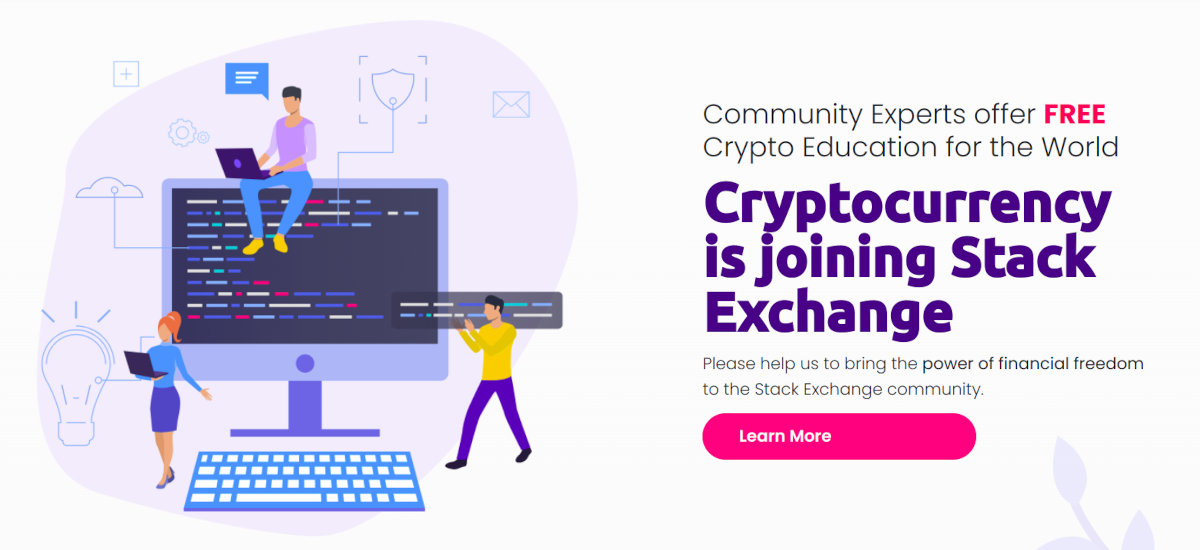 Community Experts offer FREE
Crypto Education for the World
Cryptocurrency
is joining Stack
Exchange
Please help us to bring the power of financial freedom
to the Stack Exchange community.
Learn More